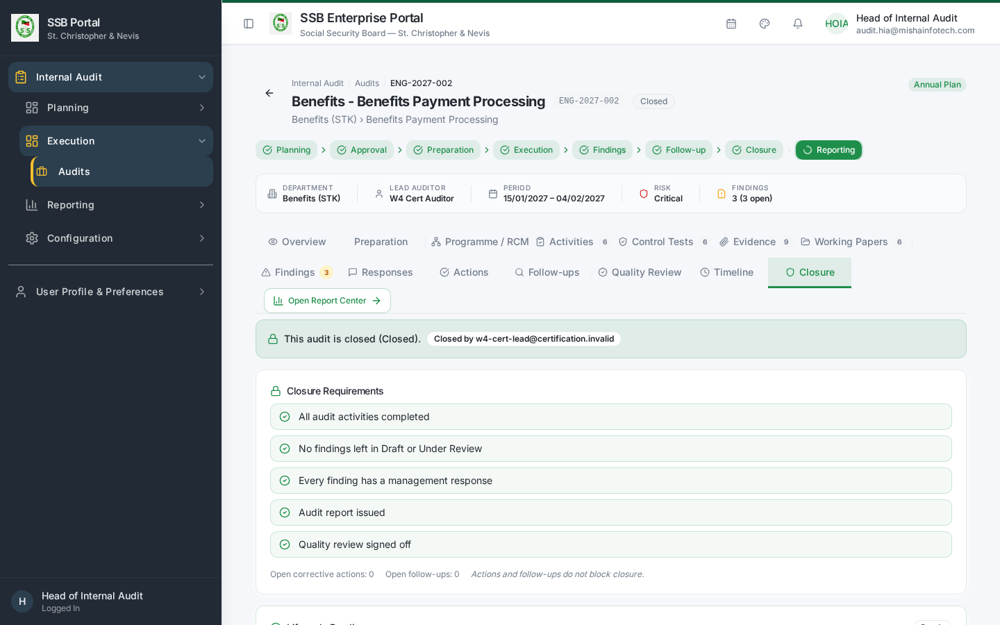 SSB Portal
St. Christopher & Nevis
Internal Audit
Planning
Execution
Audits
Reporting
Configuration
User Profile & Preferences
H
Head of Internal Audit
Logged In
SSB Enterprise Portal
Social Security Board — St. Christopher & Nevis
HOIA
Head of Internal Audit
audit.hia@mishainfotech.com
Internal Audit / Audits / ENG-2027-002
Annual Plan
Benefits - Benefits Payment Processing ENG-2027-002 Closed
Benefits (STK) › Benefits Payment Processing
Planning Approval Preparation Execution Findings Follow-up Closure Reporting
DEPARTMENT
Benefits (STK)
LEAD AUDITOR
W4 Cert Auditor
PERIOD
15/01/2027 – 04/02/2027
RISK
Critical
FINDINGS
3 (3 open)
Overview Preparation Programme / RCM Activities 6 Control Tests 6 Evidence 9 Working Papers 6
Findings 3 Responses Actions Follow-ups Quality Review Timeline Closure
Open Report Center
This audit is closed (Closed). Closed by w4-cert-lead@certification.invalid
Closure Requirements
All audit activities completed
No findings left in Draft or Under Review
Every finding has a management response
Audit report issued
Quality review signed off
Open corrective actions: 0 Open follow-ups: 0 Actions and follow-ups do not block closure.